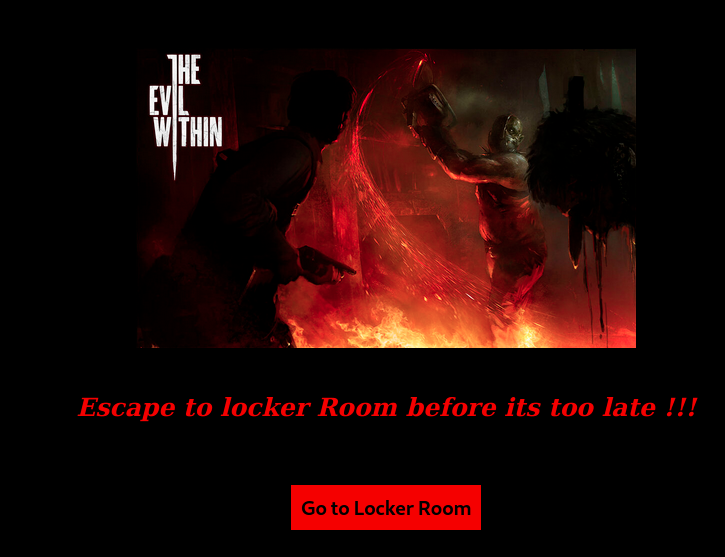 THE
EVIL
WITHIN
Escape to locker Room before its too late !!!
Go to Locker Room